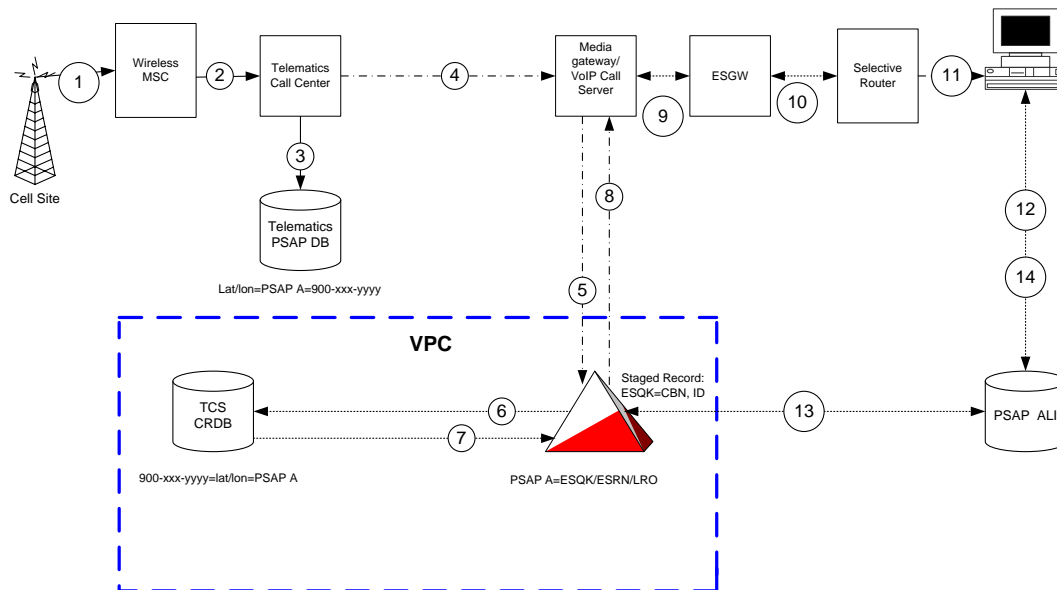 1
Wireless
MSC
2
Telematics
Call Center
4
Media
gateway/
VoIP Call
Server
9
ESGW
10
Selective
Router
11
Cell Site
3
Telematics
PSAP DB
Lat/lon=PSAP A=900-xxx-yyyy
8
12
5
14
VPC
TCS
CRDB
6
7
Staged Record:
ESQK=CBN, ID
13
PSAP ALI
900-xxx-yyyy=lat/lon=PSAP A
PSAP A=ESQK/ESRN/LRO